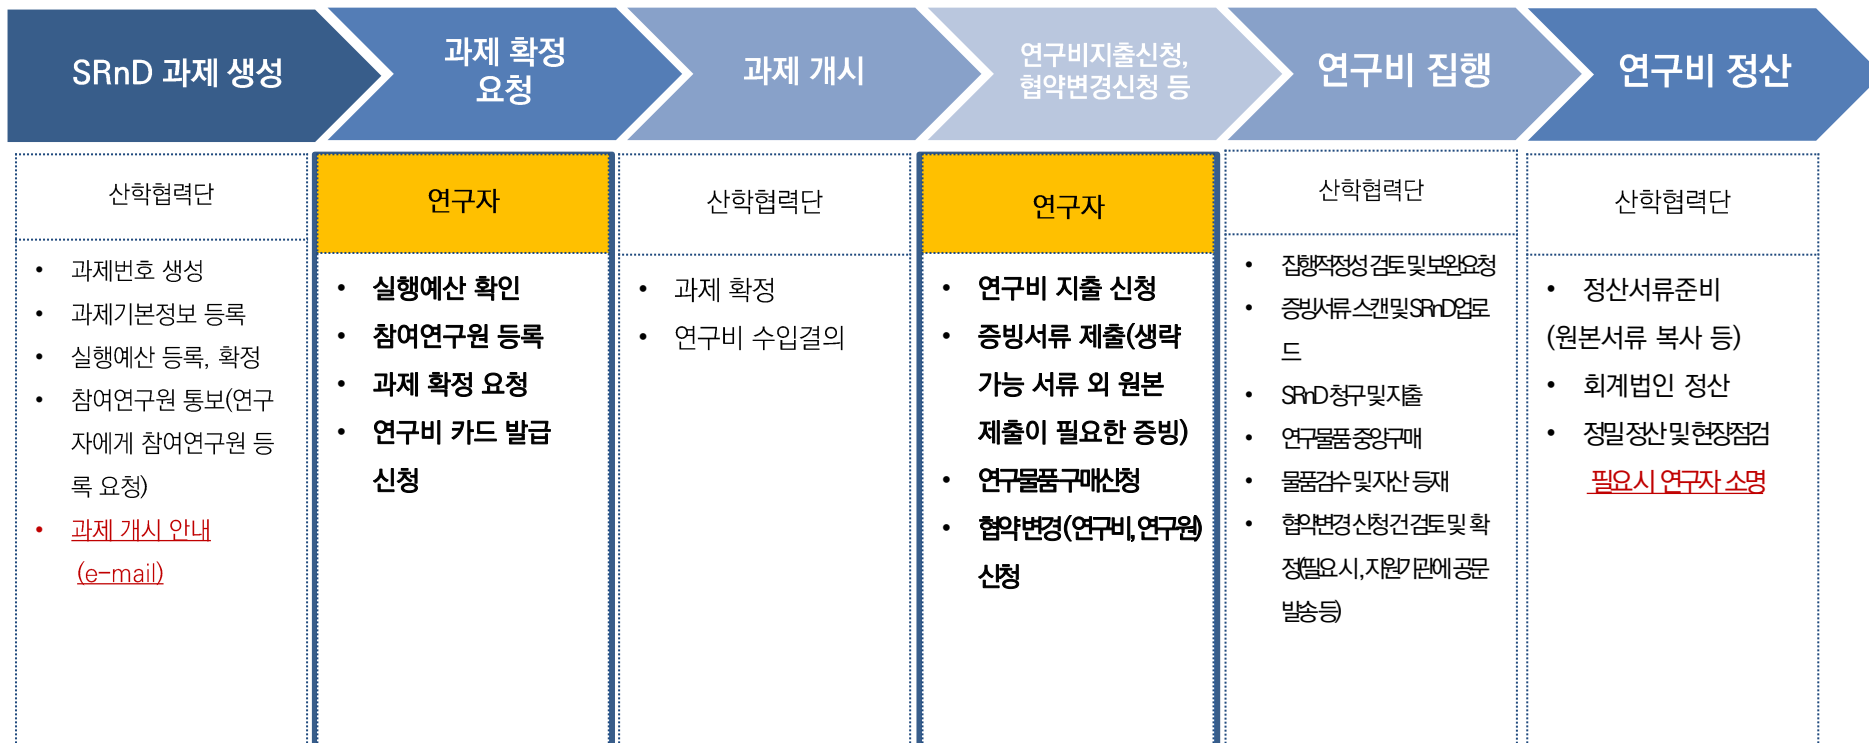 SRnD 과제 생성
과제 확정
요청
과제 개시
연구비지출신청,
협약변경신청 등
연구비 집행
연구비 정산
산학협력단
• 과제번호 생성
• 과제기본정보 등록
• 실행예산 등록, 확정
• 참여연구원 통보(연구
자에게 참여연구원 등
록 요청)
• 과제 개시 안내
(e-mail)
연구자
• 실행예산 확인
• 참여연구원 등록
• 과제 확정 요청
• 연구비 카드 발급
신청
산학협력단
• 과제 확정
• 연구비 수입결의
연구자
• 연구비 지출 신청
• 증빙서류 제출(생략
가능 서류 외 원본
제출이 필요한 증빙)
• 연구물품구매신청
• 협약변경(연구비,연구원)
신청
산학협력단
• 집행적정성 검토 및 보완요청
• 증빙서류 스캔 및 SRnD업로
드
• SRnD 청구 및 지출
• 연구물품 중앙구매
• 물품검수 및 자산 등재
• 협약변경 신청건 검토 및 확
정(필요 시, 지원기관에 공문
발송 등)
산학협력단
• 정산서류준비
(원본서류 복사 등)
• 회계법인 정산
• 정밀 정산 및 현장점검
필요 시 연구자 소명